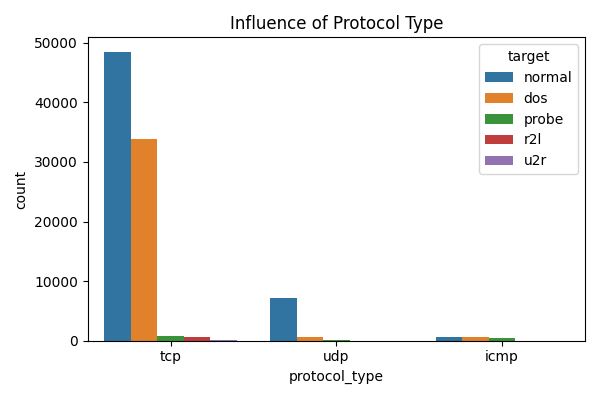 Influence of Protocol Type
target
normal
dos
probe
r2l
u2r
50000
40000
30000
20000
10000
0
count
tcp
udp
icmp
protocol_type